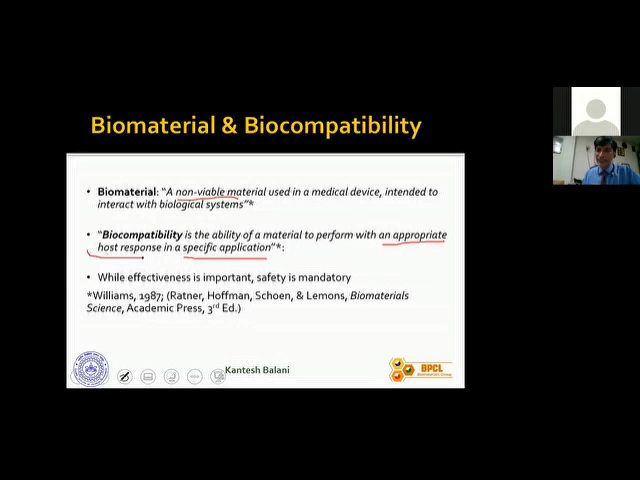 Biomaterial & Biocompatibility
• Biomaterial: "A non-viable material used in a medical device, intended to
interact with biological systems"*
• "Biocompatibility is the ability of a material to perform with an appropriate
host response in a specific application"*:
• While effectiveness is important, safety is mandatory
*Williams, 1987; (Ratner, Hoffman, Schoen, & Lemons, Biomaterials
Science, Academic Press, 3rd Ed.)
Kantesh Balani
BPCL